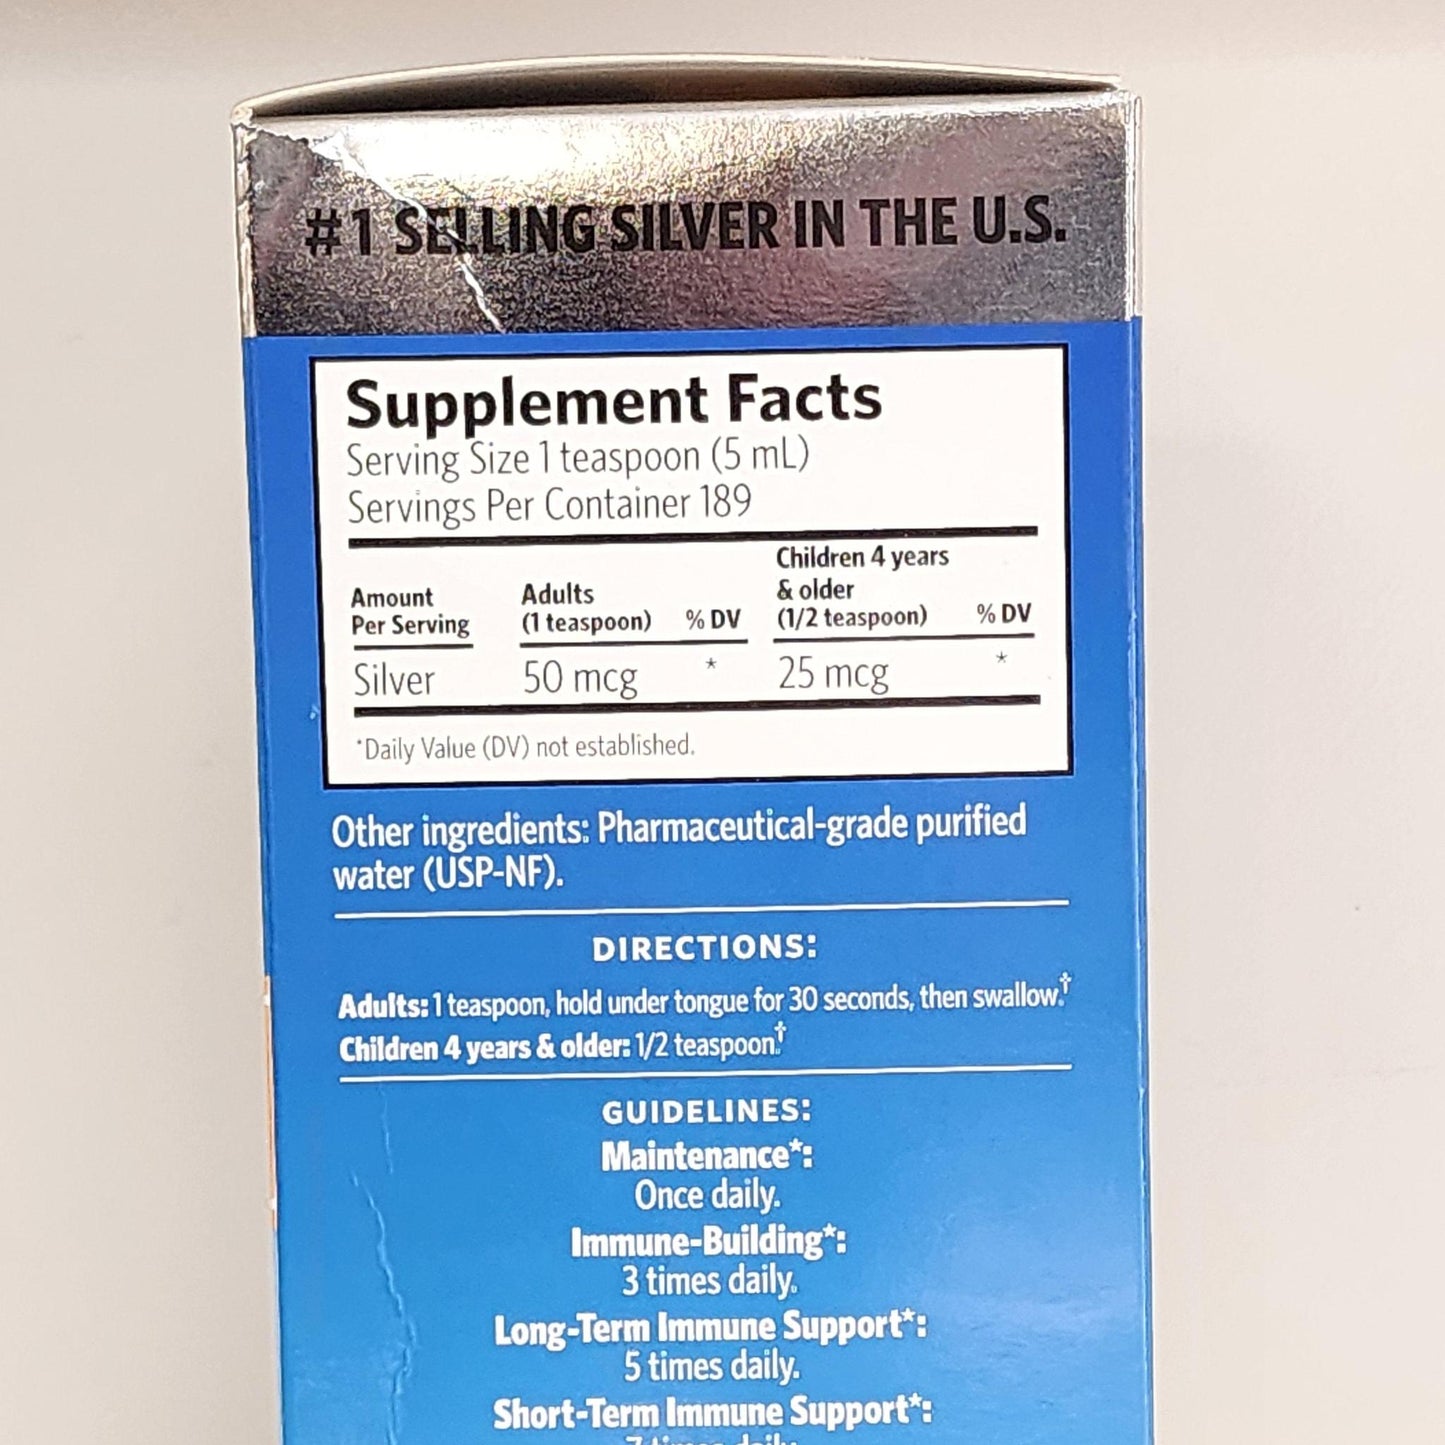 #1 SELLING SILVER IN THE U.S.
Supplement Facts
Serving Size 1 teaspoon (5 mL)
Servings Per Container 189
Amount
Per Serving
Adults
(1 teaspoon)
% DV
Children 4 years
& older
(1/2 teaspoon)
% DV
Silver 50 mcg * 25 mcg *
*Daily Value (DV) not established.
Other ingredients: Pharmaceutical-grade purified
water (USP-NF).
DIRECTIONS:
Adults: 1 teaspoon, hold under tongue for 30 seconds, then swallow.†
Children 4 years & older: 1/2 teaspoon.†
GUIDELINES:
Maintenance*:
Once daily.
Immune-Building*:
3 times daily.
Long-Term Immune Support*:
5 times daily.
Short-Term Immune Support*:
7 times daily.